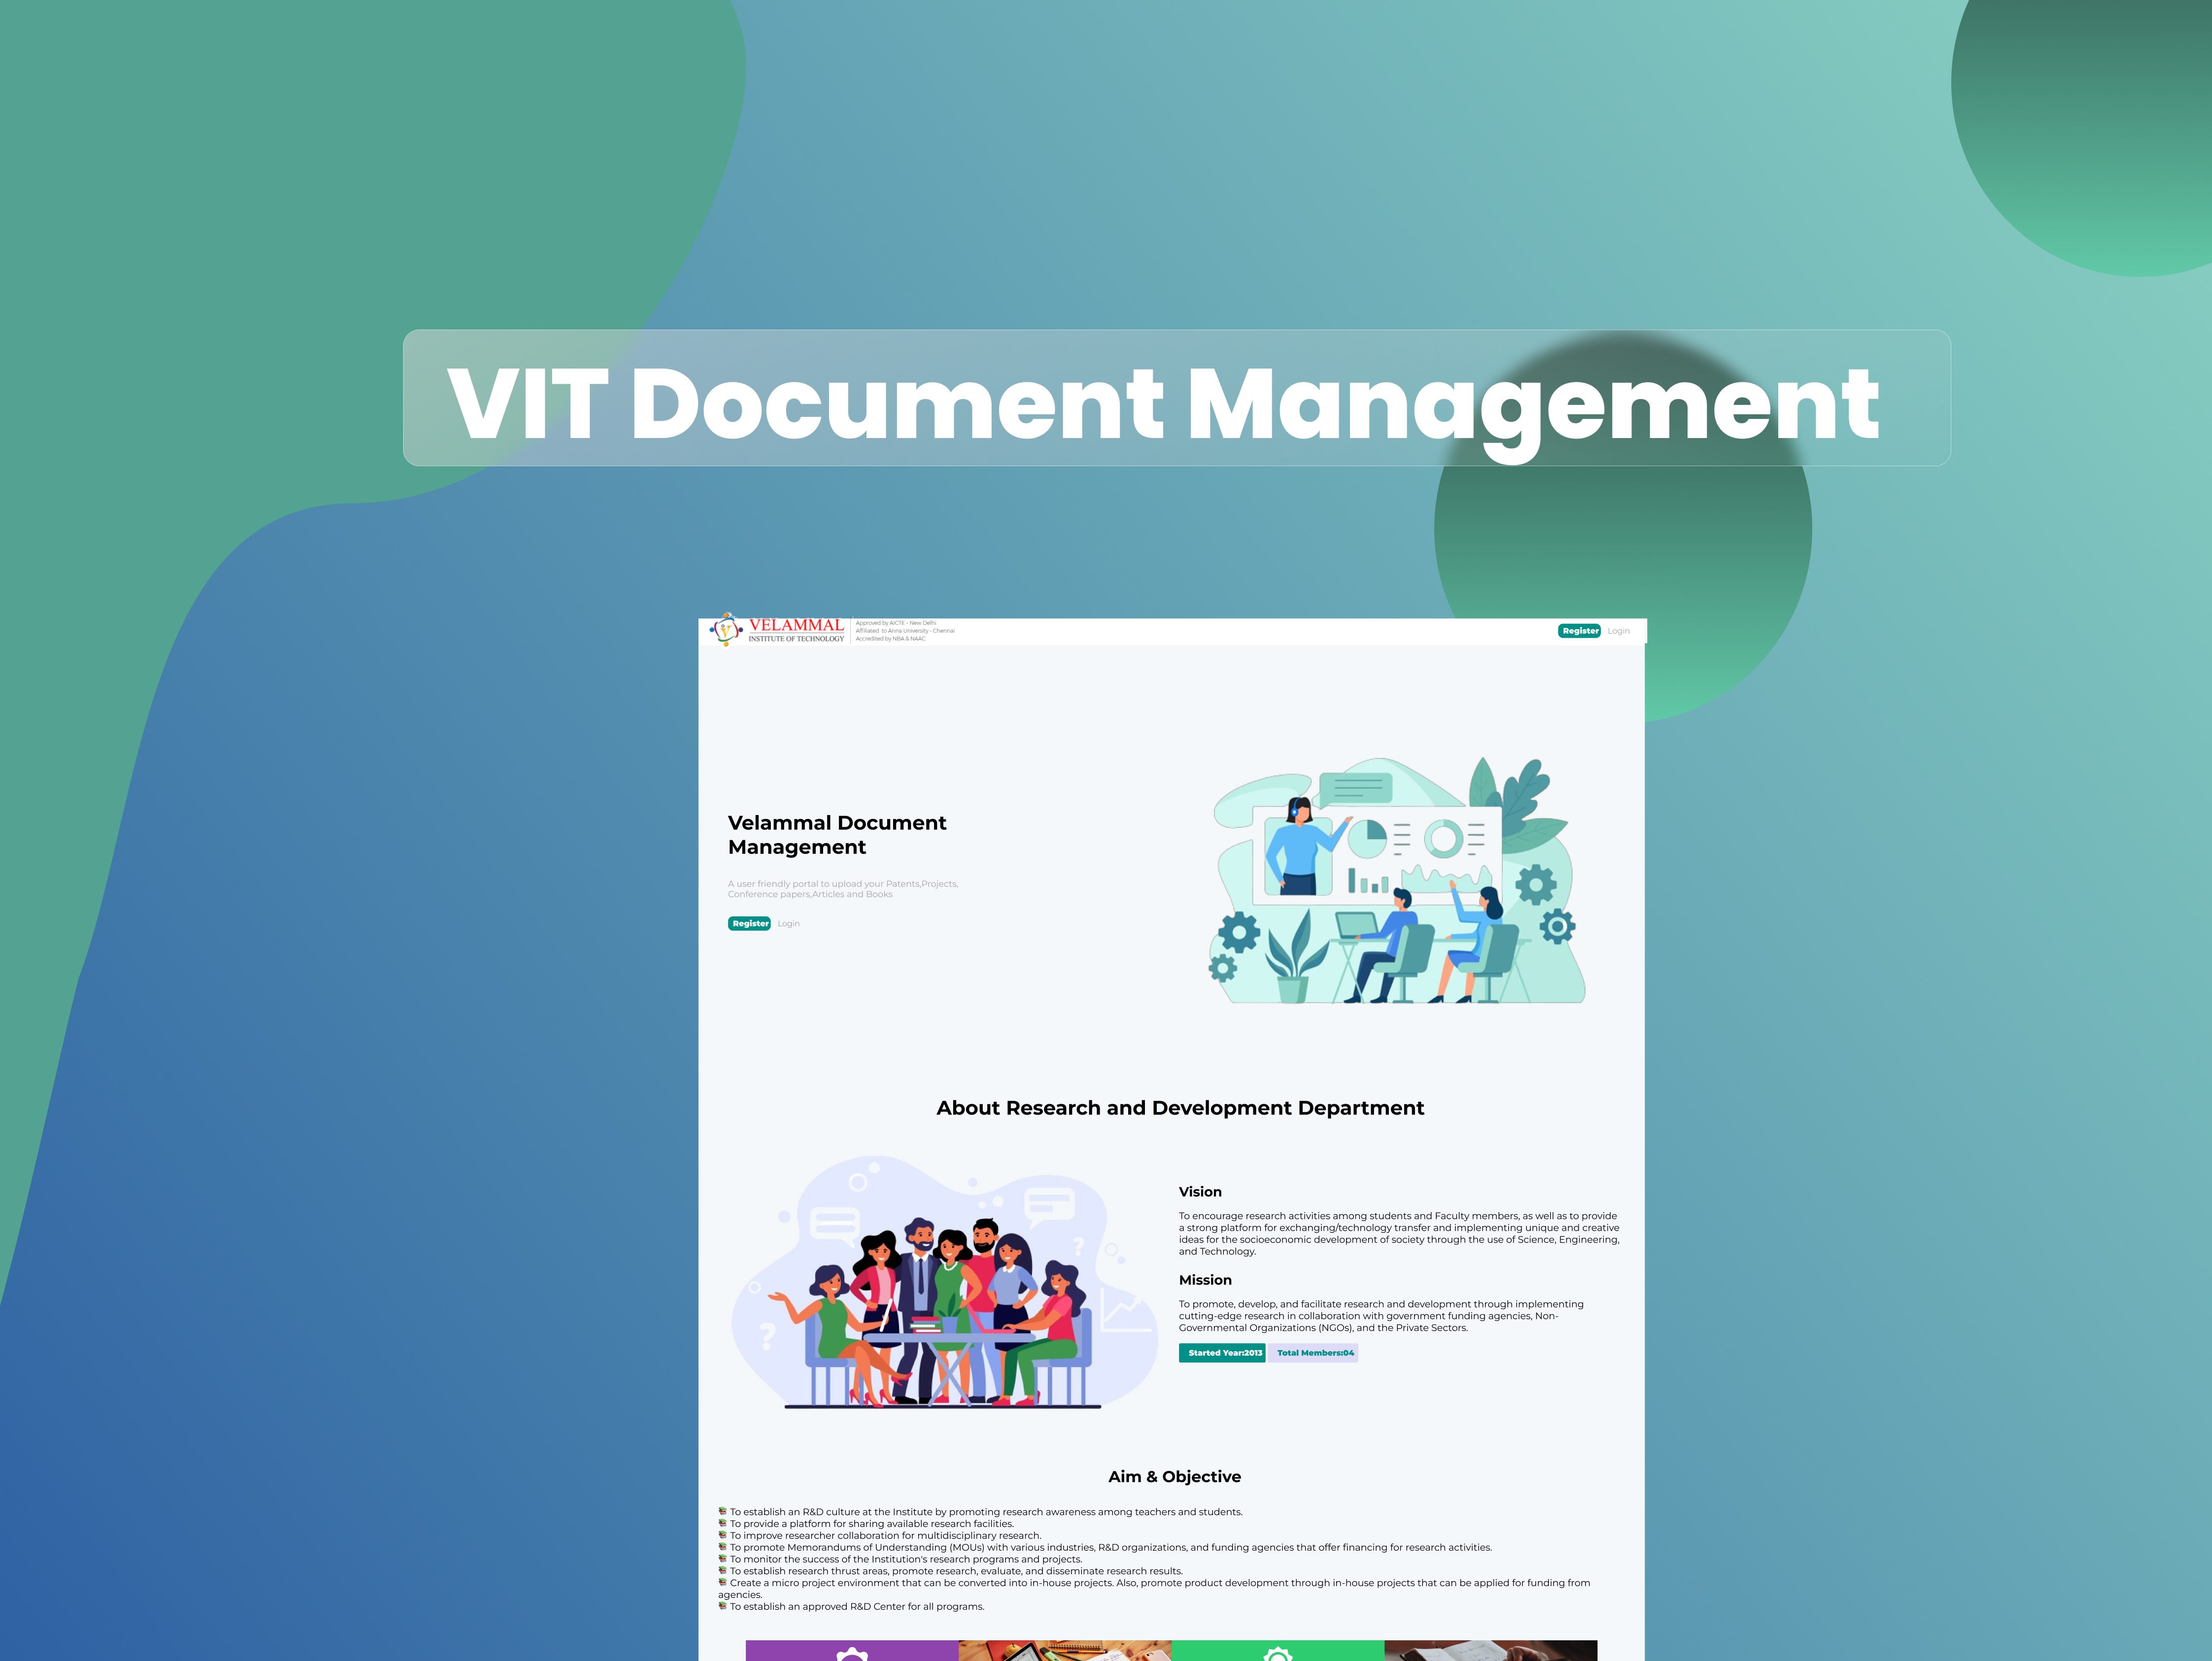 VIT Document Management
VELAMMAL
INSTITUTE OF TECHNOLOGY
Approved by AICTE - New Delhi
Affiliated to Anna University - Chennai
Accredited by NBA & NAAC
Register Login
Velammal Document
Management
A user friendly portal to upload your Patents,Projects,
Conference papers,Articles and Books
Register Login
About Research and Development Department
Vision
To encourage research activities among students and Faculty members, as well as to provide
a strong platform for exchanging/technology transfer and implementing unique and creative
ideas for the socioeconomic development of society through the use of Science, Engineering,
and Technology.
Mission
To promote, develop, and facilitate research and development through implementing
cutting-edge research in collaboration with government funding agencies, Non-
Governmental Organizations (NGOs), and the Private Sectors.
Started Year:2013 Total Members:04
Aim & Objective
To establish an R&D culture at the Institute by promoting research awareness among teachers and students.
To provide a platform for sharing available research facilities.
To improve researcher collaboration for multidisciplinary research.
To promote Memorandums of Understanding (MOUs) with various industries, R&D organizations, and funding agencies that offer financing for research activities.
To monitor the success of the Institution's research programs and projects.
To establish research thrust areas, promote research, evaluate, and disseminate research results.
Create a micro project environment that can be converted into in-house projects. Also, promote product development through in-house projects that can be applied for funding from
agencies.
To establish an approved R&D Center for all programs.